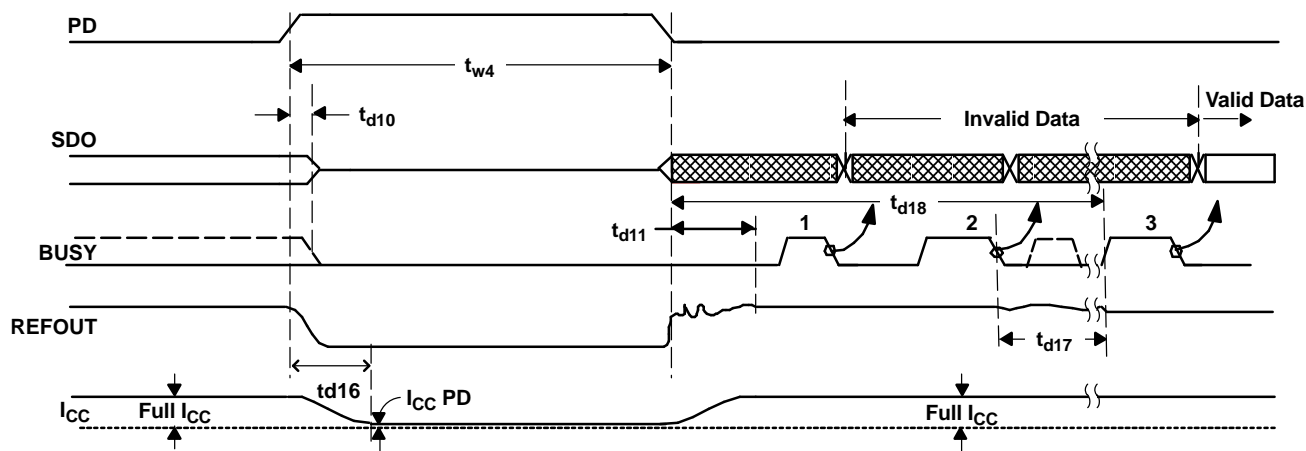 PD
tw4
td10
SDO
Invalid Data
Valid Data
td18
td11
1
2
3
BUSY
REFOUT
td17
td16
ICC PD
ICC
Full ICC
Full ICC